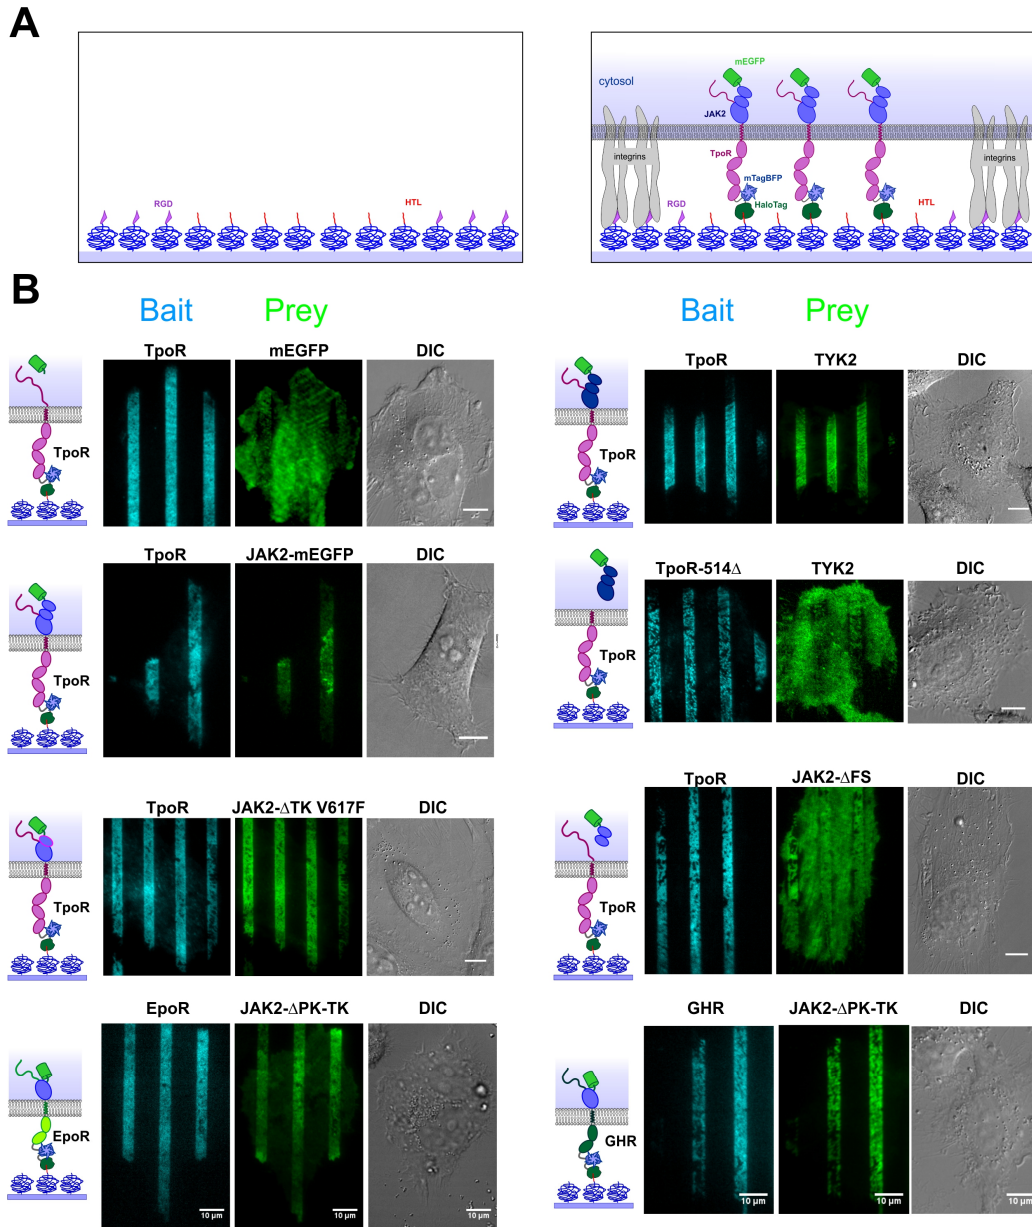 A
RGD
HTL
cytosol
mEGFP
JAK2
integrins
TpoR
mTagBFP
HaloTag
RGD
HTL
integrins
B
Bait Prey
TpoR mEGFP DIC
TpoR
TpoR JAK2-mEGFP DIC
TpoR
TpoR JAK2-ΔTK V617F DIC
TpoR
EpoR JAK2-ΔPK-TK DIC
EpoR
10 µm 10 µm 10 µm
Bait Prey
TpoR TYK2 DIC
TpoR
TpoR-514Δ TYK2 DIC
TpoR
TpoR JAK2-ΔFS DIC
TpoR
GHR JAK2-ΔPK-TK DIC
GHR
10 µm 10 µm 10 µm